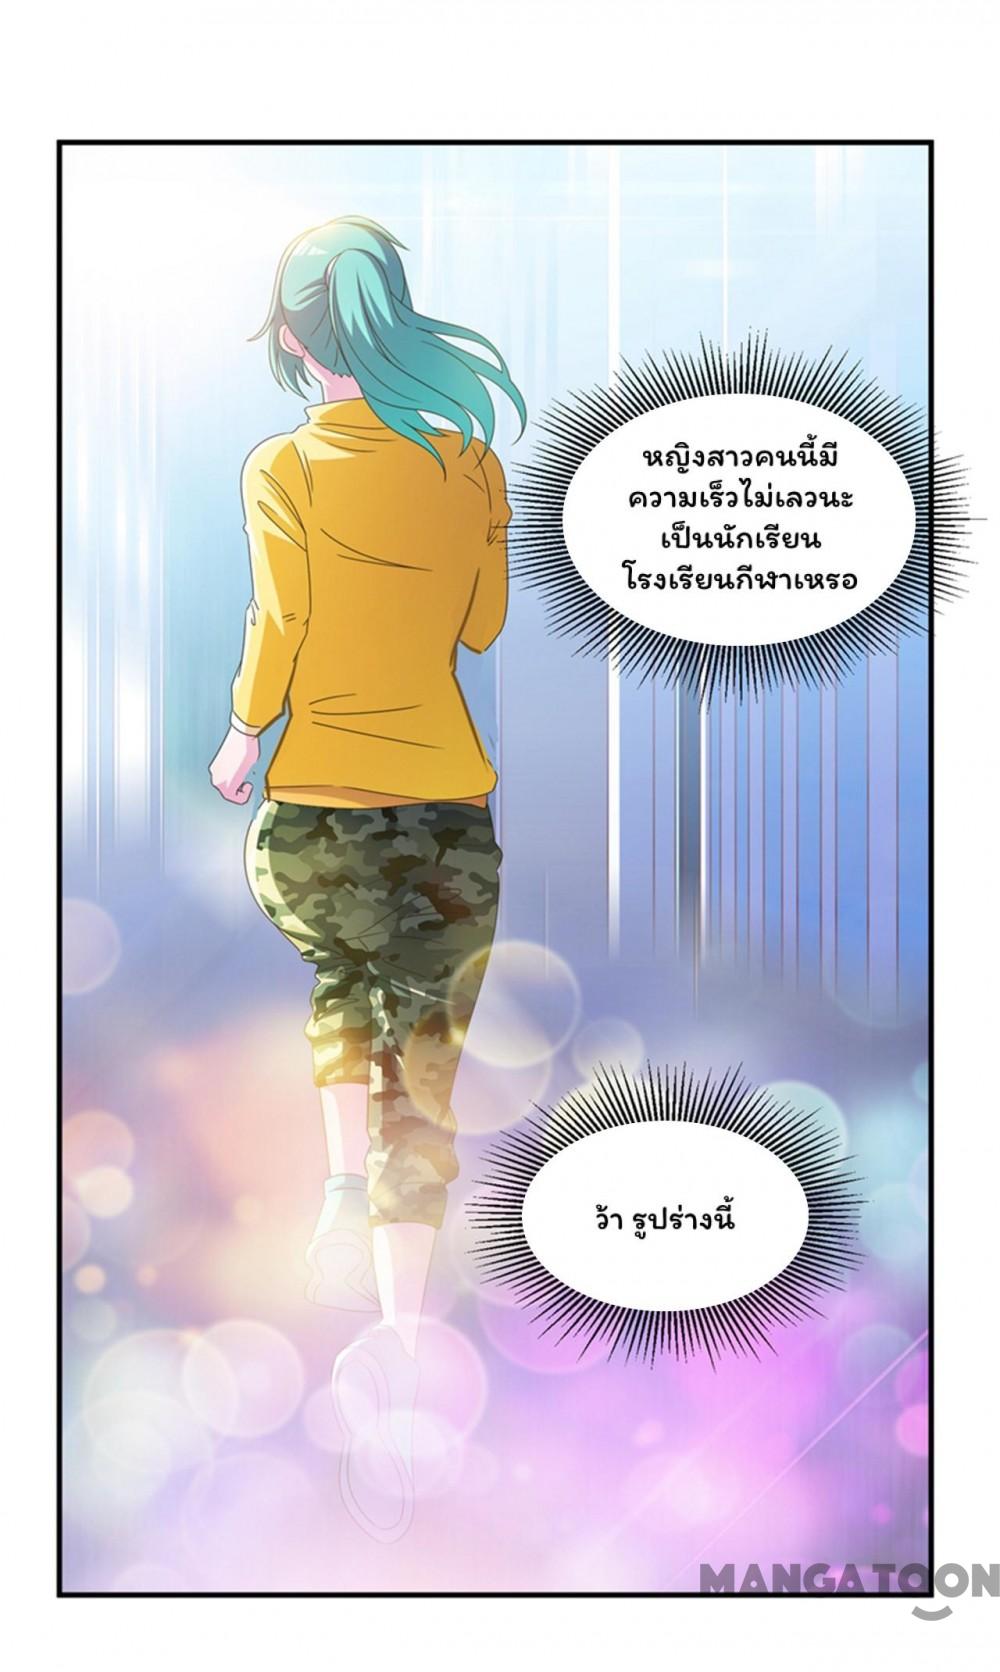 หญิงสาวคนนี้มี
ความเร็วไม่เลวนะ
เป็นนักเรียน
โรงเรียนกีฬาเหรอ
ว้า รูปร่างนี้
MANGATOON